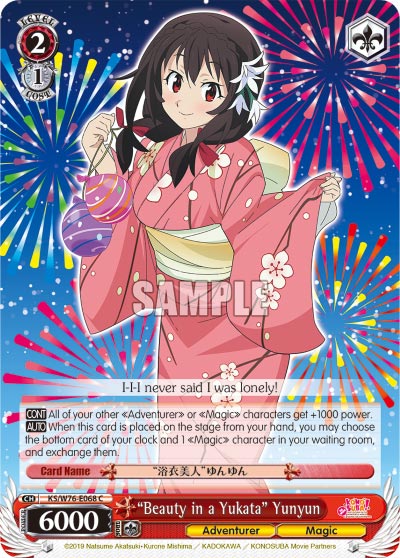 LEVEL
2
1
COST
SAMPLE
I-I-I never said I was lonely!
CONT All of your other «Adventurer» or «Magic» characters get +1000 power.
AUTO When this card is placed on the stage from your hand, you may choose
the bottom card of your clock and 1 «Magic» character in your waiting room,
and exchange them.
Card Name
“浴衣美人”ゆんゆん
CH KS/W76-E068 C
POWER
6000
“Beauty in a Yukata” Yunyun
Adventurer
Magic
©2019 Natsume Akatsuki·Kurone Mishima / KADOKAWA / KONOSUBA Movie Partners